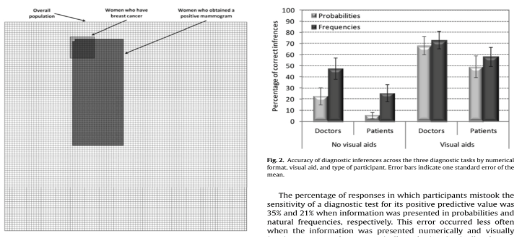 Overall
population
Women who have
breast cancer
Women who obtained a
positive mammogram
Percentage of correct infrences
100
90
80
70
60
50
40
30
20
10
0
Probabilities
Frequencies
Doctors
Patients
Doctors
Patients
No visual aids
Visual aids
Fig. 2. Accuracy of diagnostic inferences across the three diagnostic tasks by numerical
format, visual aid, and type of participant. Error bars indicate one standard error of the
mean.
The percentage of responses in which participants mistook the
sensitivity of a diagnostic test for its positive predictive value was
35% and 21% when information was presented in probabilities and
natural frequencies, respectively. This error occurred less often
when the information was presented numerically and visually